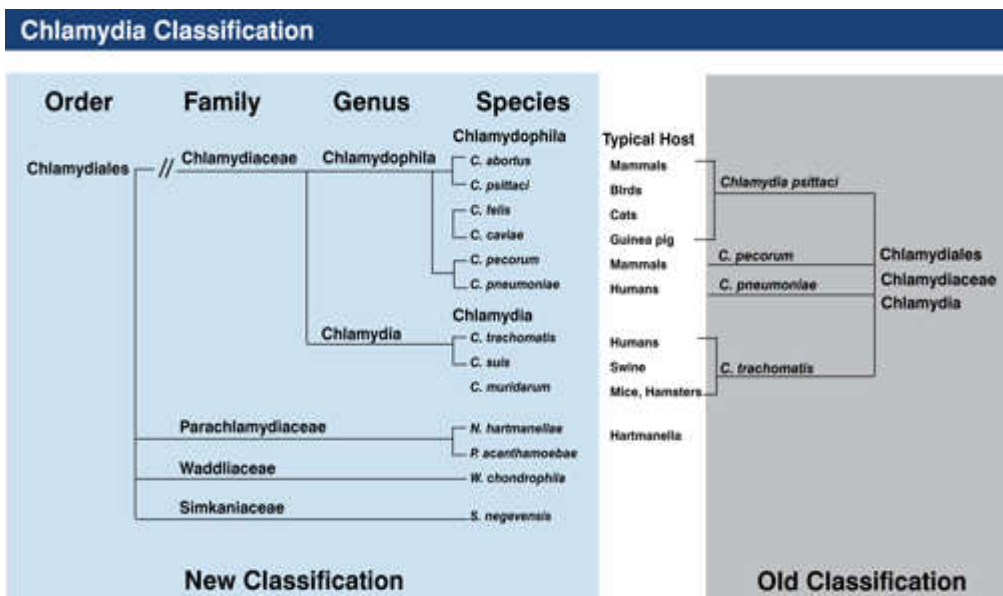 Chlamydia Classification
Order Family Genus Species
Chlamydophila Typical Host
Chlamydiales Chlamydiaceae Chlamydophila C. abortus Mammals
C. psittaci Birds Chlamydia psittaci
C. felis Cats
C. caviae Guinea pig
C. pecorum Mammals C. pecorum Chlamydiales
C. pneumoniae Humans C. pneumoniae Chlamydiaceae
Chlamydia Chlamydia
Chlamydia C. trachomatis Humans
C. suis Swine C. trachomatis
C. muridarum Mice, Hamsters
Parachlamydiaceae N. hartmanellae Hartmanella
P. acanthamoebae
Waddliaceae W. chondrophila
Simkaniaceae S. negevensis
New Classification Old Classification